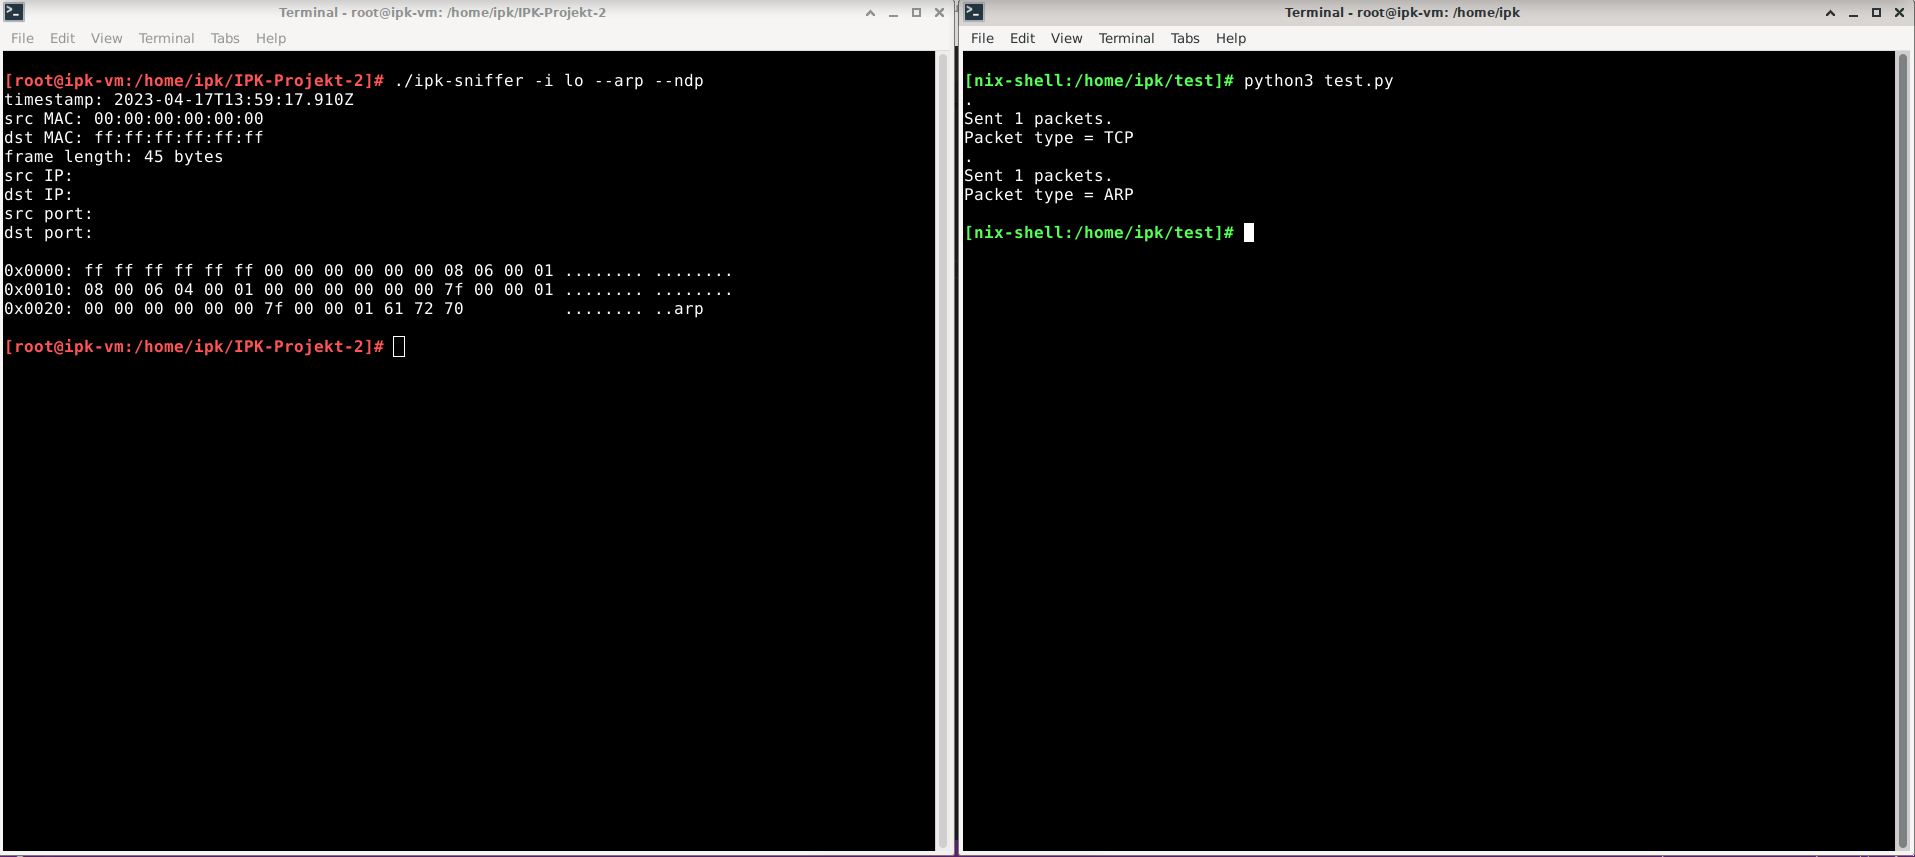 Terminal - root@ipk-vm: /home/ipk/IPK-Projekt-2
File Edit View Terminal Tabs Help
[root@ipk-vm:/home/ipk/IPK-Projekt-2]# ./ipk-sniffer -i lo --arp --ndp
timestamp: 2023-04-17T13:59:17.910Z
src MAC: 00:00:00:00:00:00
dst MAC: ff:ff:ff:ff:ff:ff
frame length: 45 bytes
src IP:
dst IP:
src port:
dst port:
0x0000: ff ff ff ff ff ff 00 00 00 00 00 00 08 06 00 01 ........ ........
0x0010: 08 00 06 04 00 01 00 00 00 00 00 00 7f 00 00 01 ........ ........
0x0020: 00 00 00 00 00 00 7f 00 00 01 61 72 70 ........ ..arp
[root@ipk-vm:/home/ipk/IPK-Projekt-2]#
Terminal - root@ipk-vm: /home/ipk
File Edit View Terminal Tabs Help
[nix-shell:/home/ipk/test]# python3 test.py
.
Sent 1 packets.
Packet type = TCP
.
Sent 1 packets.
Packet type = ARP
[nix-shell:/home/ipk/test]#